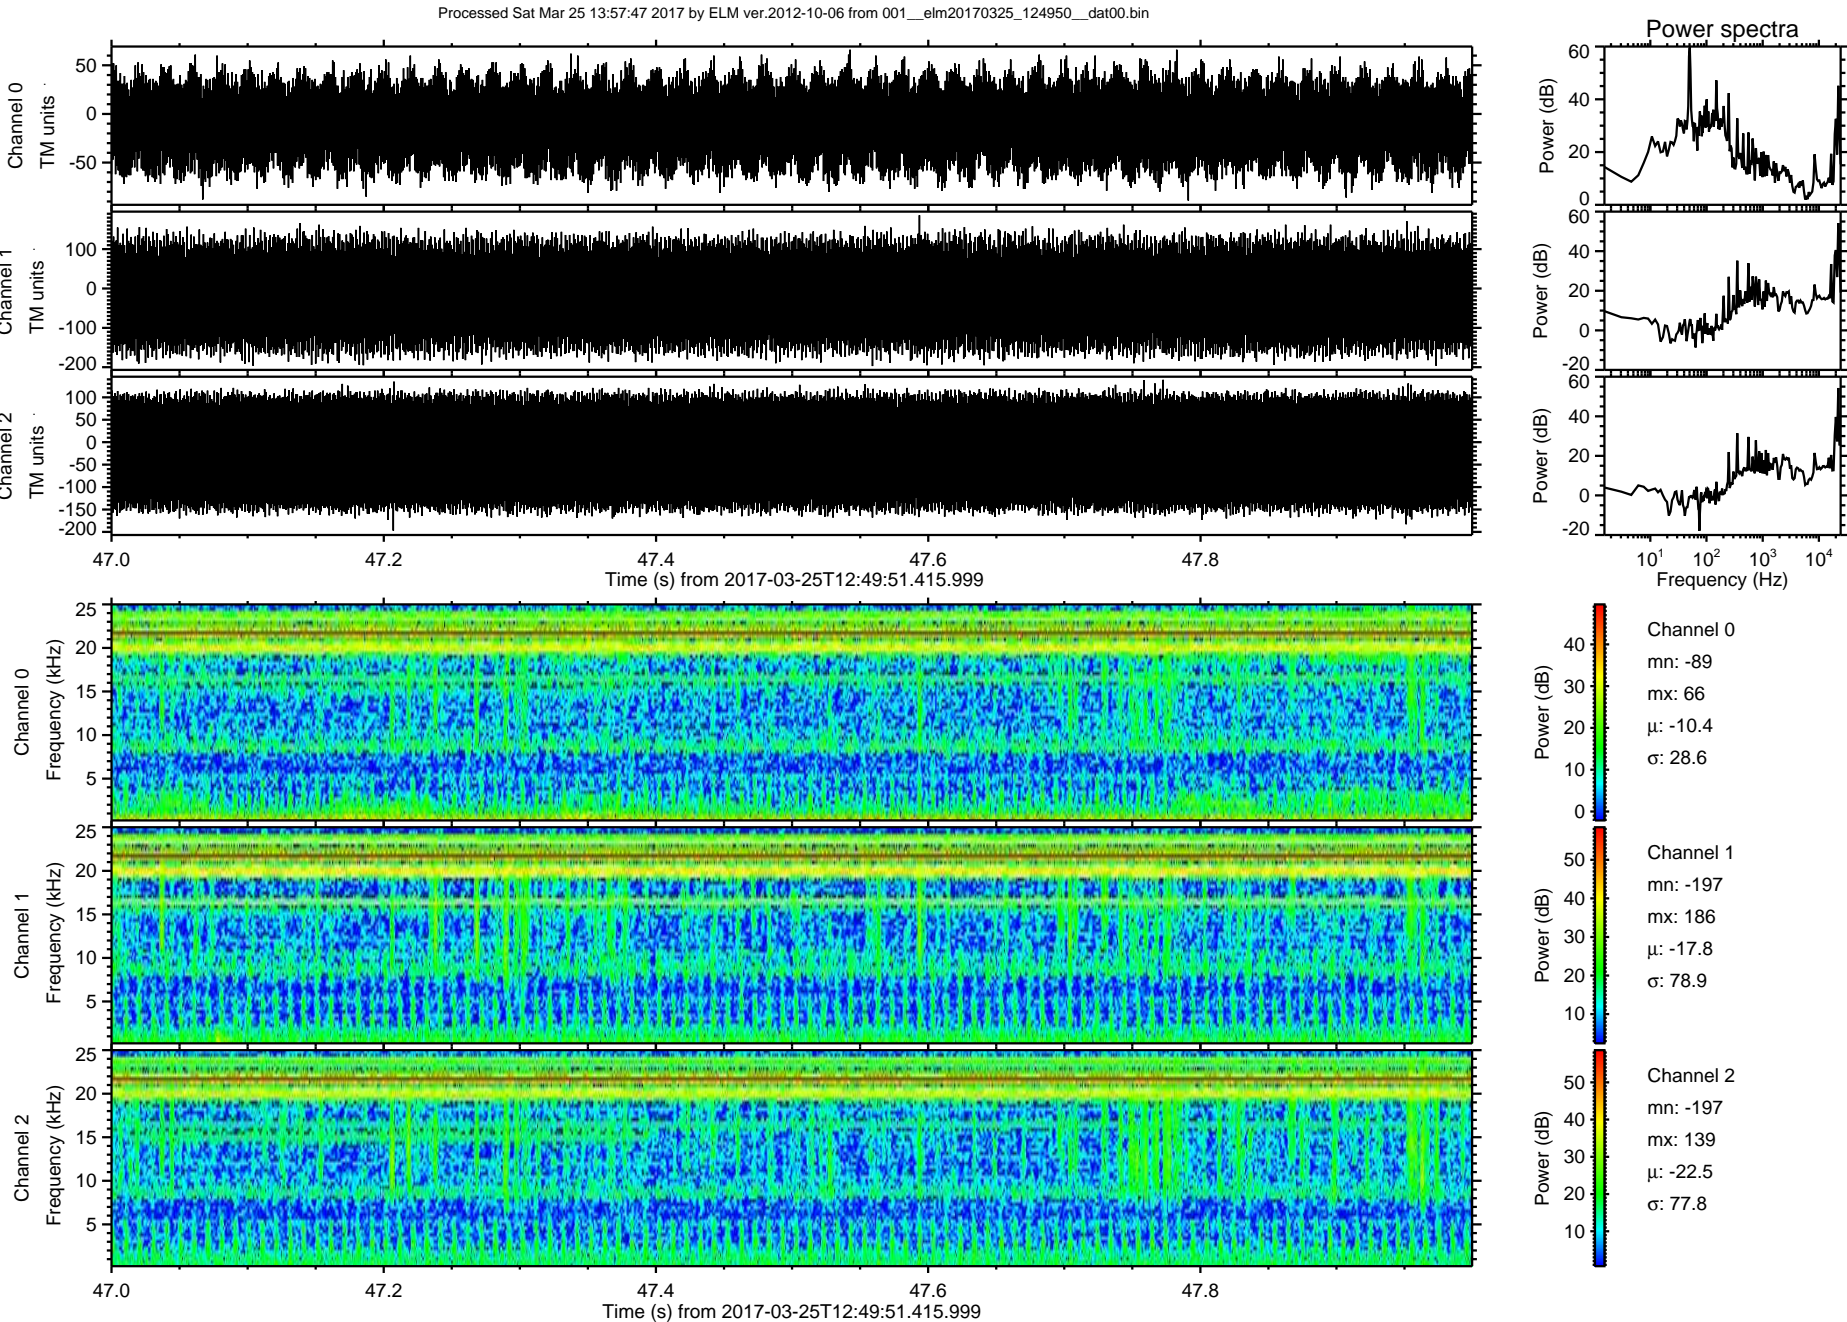 Processed Sat Mar 25 13:57:47 2017 by ELM ver.2012-10-06 from 001__elm20170325_124950__dat00.bin
Power spectra
Channel 0
TM units
50
0
-50
Power (dB)
60
40
20
0
Channel 1
TM units
100
0
-100
-200
Power (dB)
60
40
20
0
-20
Channel 2
TM units
100
50
0
-50
-100
-150
-200
Power (dB)
60
40
20
0
-20
47.0 47.2 47.4 47.6 47.8
Time (s) from 2017-03-25T12:49:51.415.999
10¹ 10² 10³ 10⁴
Frequency (Hz)
Channel 0
Frequency (kHz)
25
20
15
10
5
Power (dB)
40
30
20
10
0
Channel 0
mn: -89
mx: 66
μ: -10.4
σ: 28.6
Channel 1
Frequency (kHz)
25
20
15
10
5
Power (dB)
50
40
30
20
10
Channel 1
mn: -197
mx: 186
μ: -17.8
σ: 78.9
Channel 2
Frequency (kHz)
25
20
15
10
5
Power (dB)
50
40
30
20
10
Channel 2
mn: -197
mx: 139
μ: -22.5
σ: 77.8
47.0 47.2 47.4 47.6 47.8
Time (s) from 2017-03-25T12:49:51.415.999